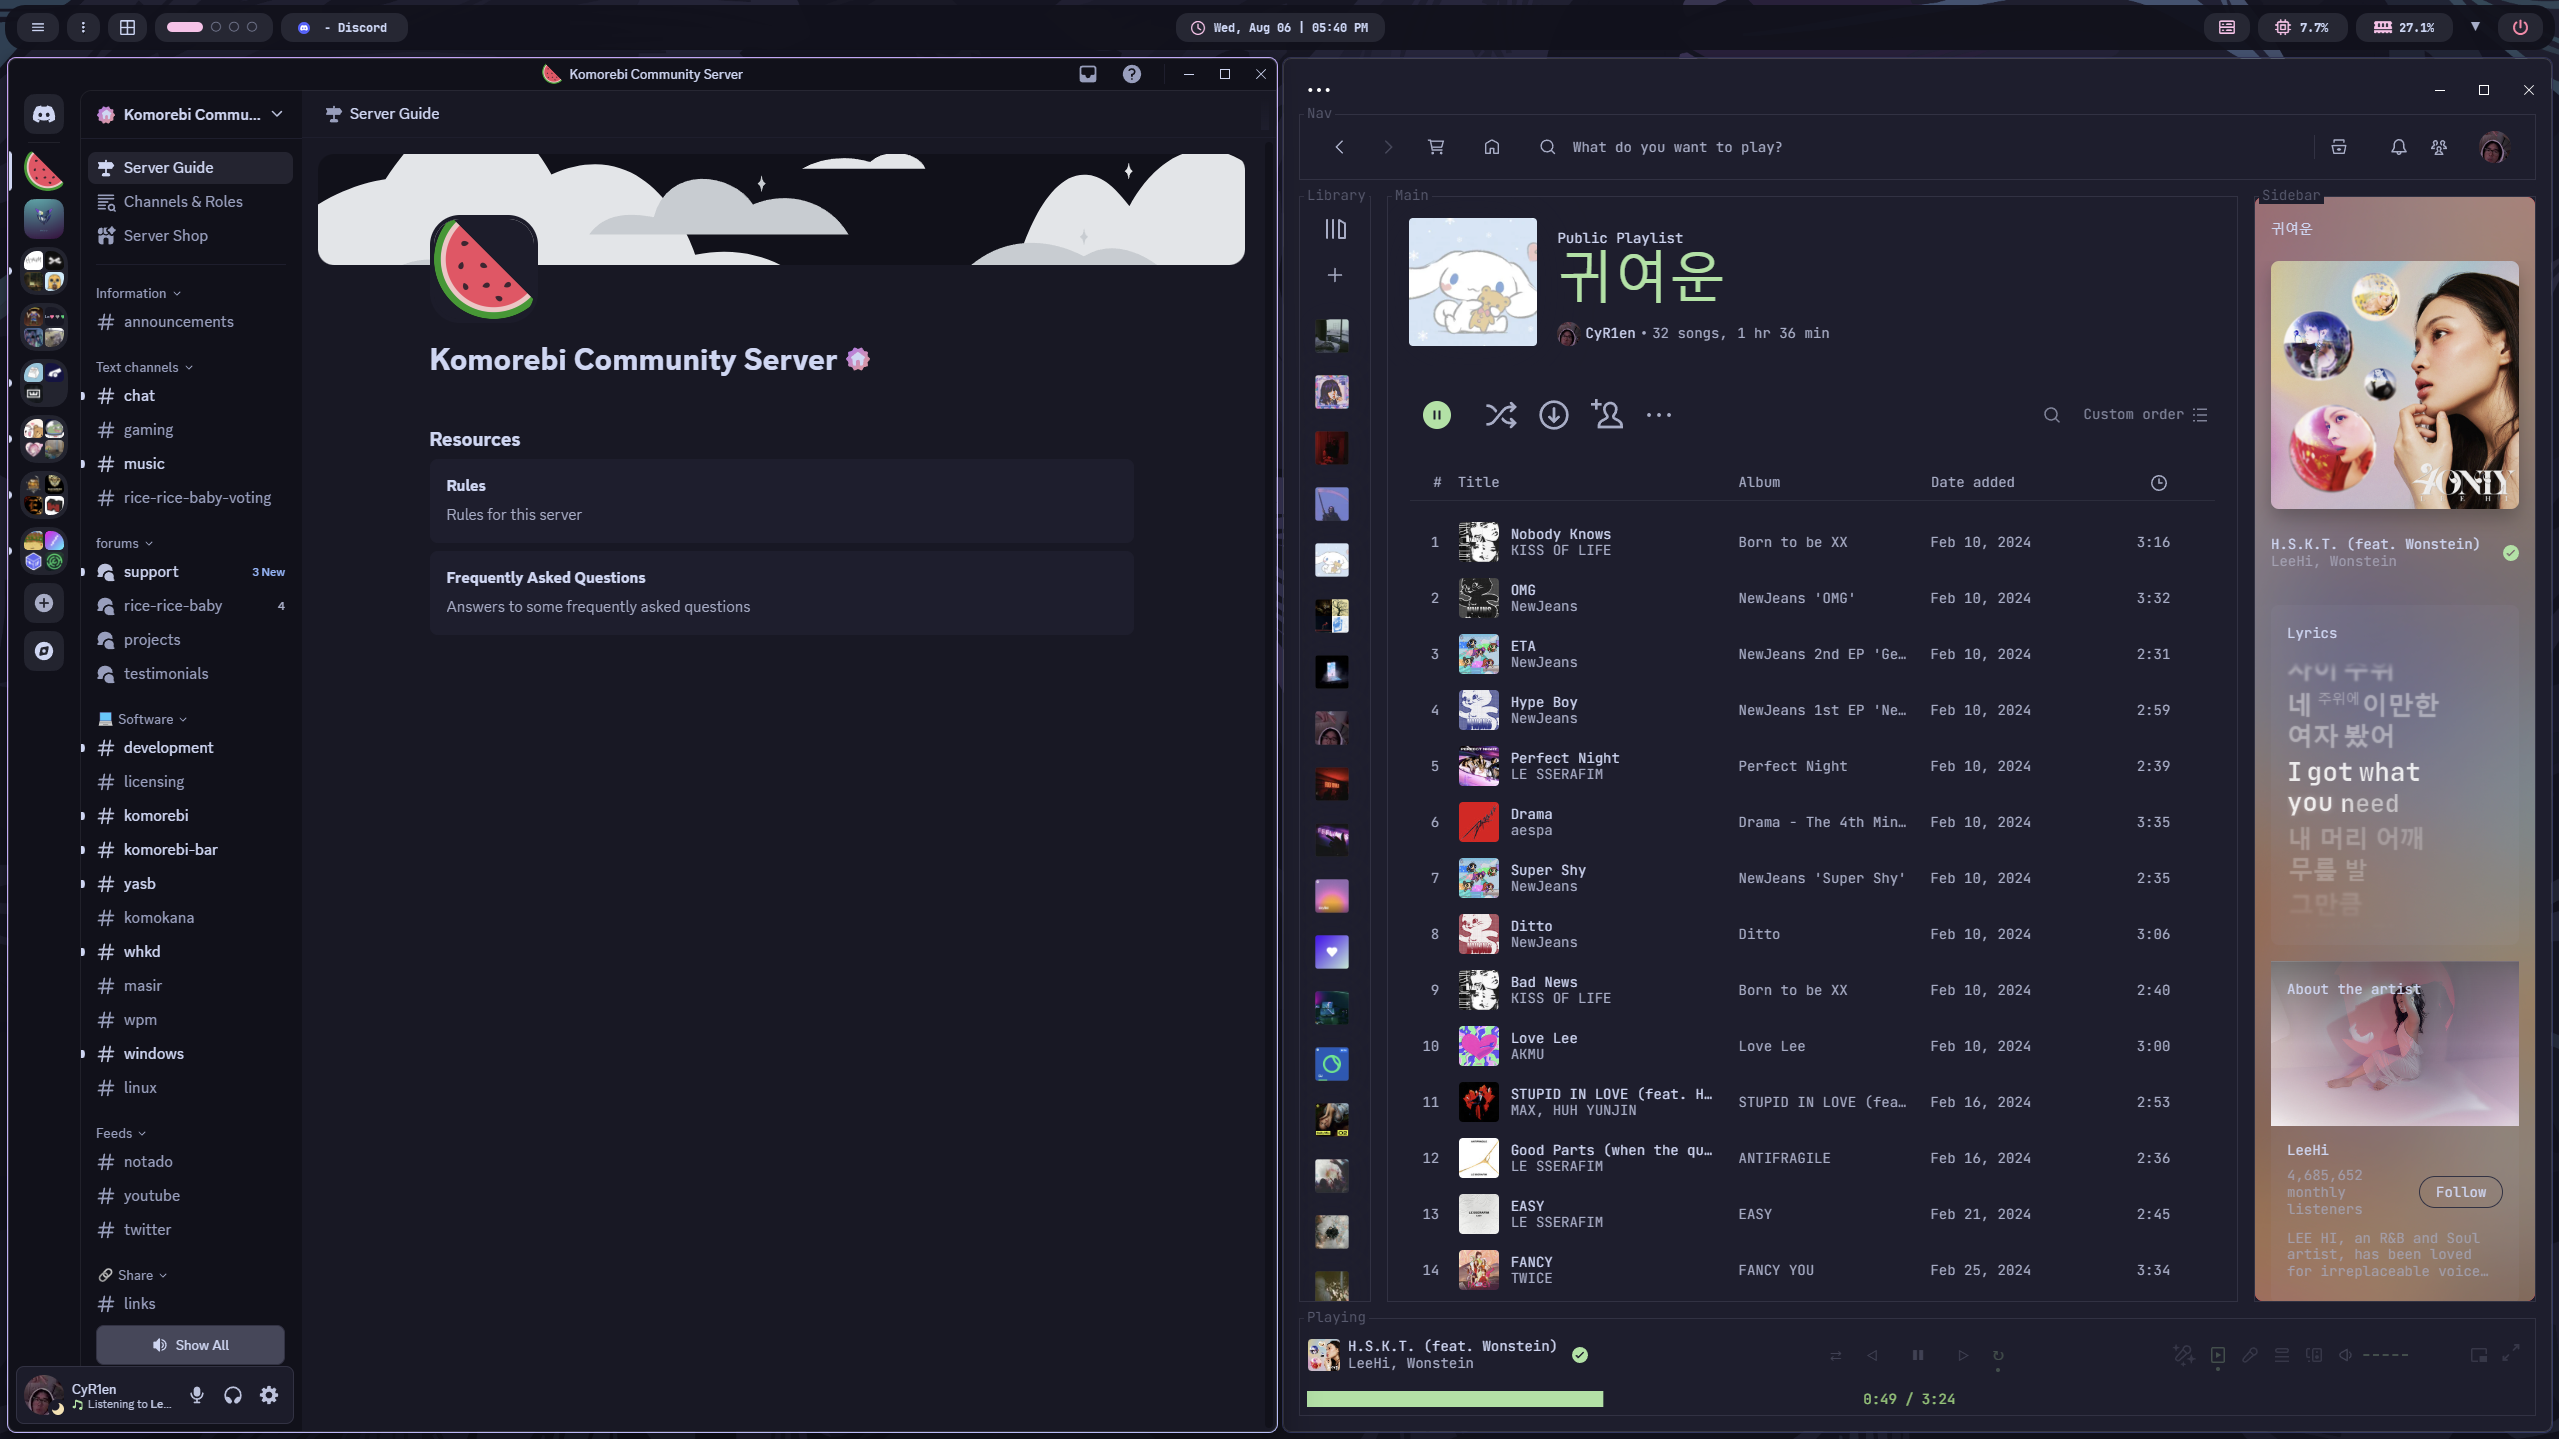 - Discord
Wed, Aug 06 | 05:40 PM
7.7%
27.1%
Komorebi Community Server
Komorebi Commu...
Server Guide
Channels & Roles
Server Shop
Information
announcements
Text channels
chat
gaming
music
rice-rice-baby-voting
forums
support
3 New
rice-rice-baby
4
projects
testimonials
Software
development
licensing
komorebi
komorebi-bar
yasb
komokana
whkd
masir
wpm
windows
linux
Feeds
notado
youtube
twitter
Share
links
Show All
CyR1en
Listening to Le...
Server Guide
Komorebi Community Server
Resources
Rules
Rules for this server
Frequently Asked Questions
Answers to some frequently asked questions
Nav
What do you want to play?
Library
Main
Public Playlist
귀여운
CyR1en • 32 songs, 1 hr 36 min
Custom order
# Title Album Date added
1 Nobody Knows Born to be XX Feb 10, 2024 3:16
KISS OF LIFE
2 OMG NewJeans 'OMG' Feb 10, 2024 3:32
NewJeans
3 ETA NewJeans 2nd EP 'Ge… Feb 10, 2024 2:31
NewJeans
4 Hype Boy NewJeans 1st EP 'Ne… Feb 10, 2024 2:59
NewJeans
5 Perfect Night Perfect Night Feb 10, 2024 2:39
LE SSERAFIM
6 Drama Drama - The 4th Min… Feb 10, 2024 3:35
aespa
7 Super Shy NewJeans 'Super Shy' Feb 10, 2024 2:35
NewJeans
8 Ditto Ditto Feb 10, 2024 3:06
NewJeans
9 Bad News Born to be XX Feb 10, 2024 2:40
KISS OF LIFE
10 Love Lee Love Lee Feb 10, 2024 3:00
AKMU
11 STUPID IN LOVE (feat. H… STUPID IN LOVE (fea… Feb 16, 2024 2:53
MAX, HUH YUNJIN
12 Good Parts (when the qu… ANTIFRAGILE Feb 16, 2024 2:36
LE SSERAFIM
13 EASY EASY Feb 21, 2024 2:45
LE SSERAFIM
14 FANCY FANCY YOU Feb 25, 2024 3:34
TWICE
Sidebar
귀여운
4ONLY
LEEHI
H.S.K.T. (feat. Wonstein)
LeeHi, Wonstein
Lyrics
사이 주위
네 주위에 이만한
여자 봤어
I got what
you need
내 머리 어깨
무릎 발
그만큼
About the artist
LeeHi
4,685,652
monthly
listeners
Follow
LEE HI, an R&B and Soul
artist, has been loved
for irreplaceable voice…
Playing
H.S.K.T. (feat. Wonstein)
LeeHi, Wonstein
0:49 / 3:24